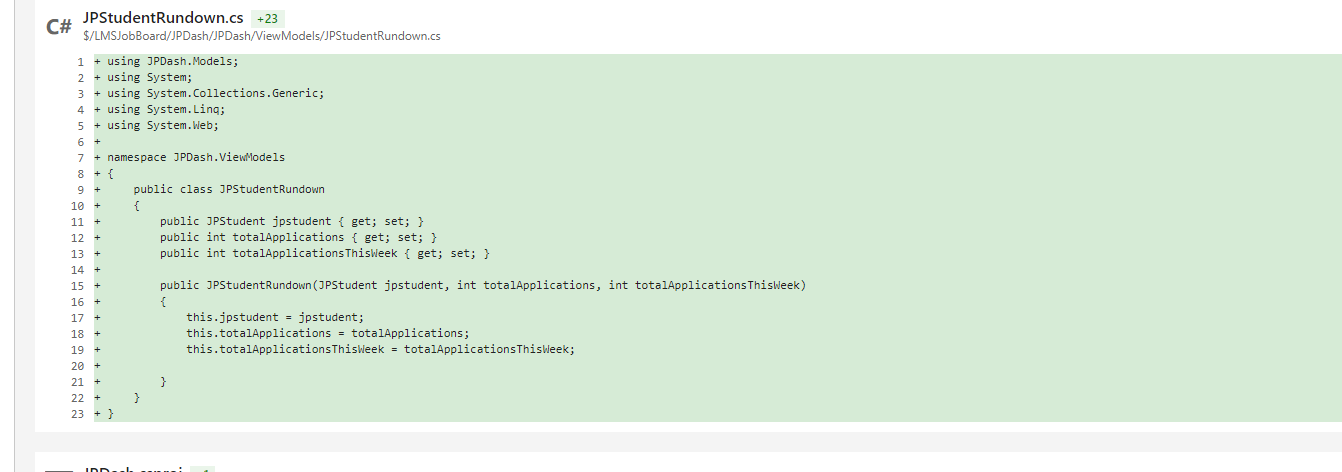 C# JPStudentRundown.cs +23
$/LMSJobBoard/JPDash/JPDash/ViewModels/JPStudentRundown.cs
1 + using JPDash.Models;
2 + using System;
3 + using System.Collections.Generic;
4 + using System.Linq;
5 + using System.Web;
6 +
7 + namespace JPDash.ViewModels
8 + {
9 +     public class JPStudentRundown
10 +     {
11 +         public JPStudent jpstudent { get; set; }
12 +         public int totalApplications { get; set; }
13 +         public int totalApplicationsThisWeek { get; set; }
14 +
15 +         public JPStudentRundown(JPStudent jpstudent, int totalApplications, int totalApplicationsThisWeek)
16 +         {
17 +             this.jpstudent = jpstudent;
18 +             this.totalApplications = totalApplications;
19 +             this.totalApplicationsThisWeek = totalApplicationsThisWeek;
20 +
21 +         }
22 +     }
23 + }
JPDash.csproj